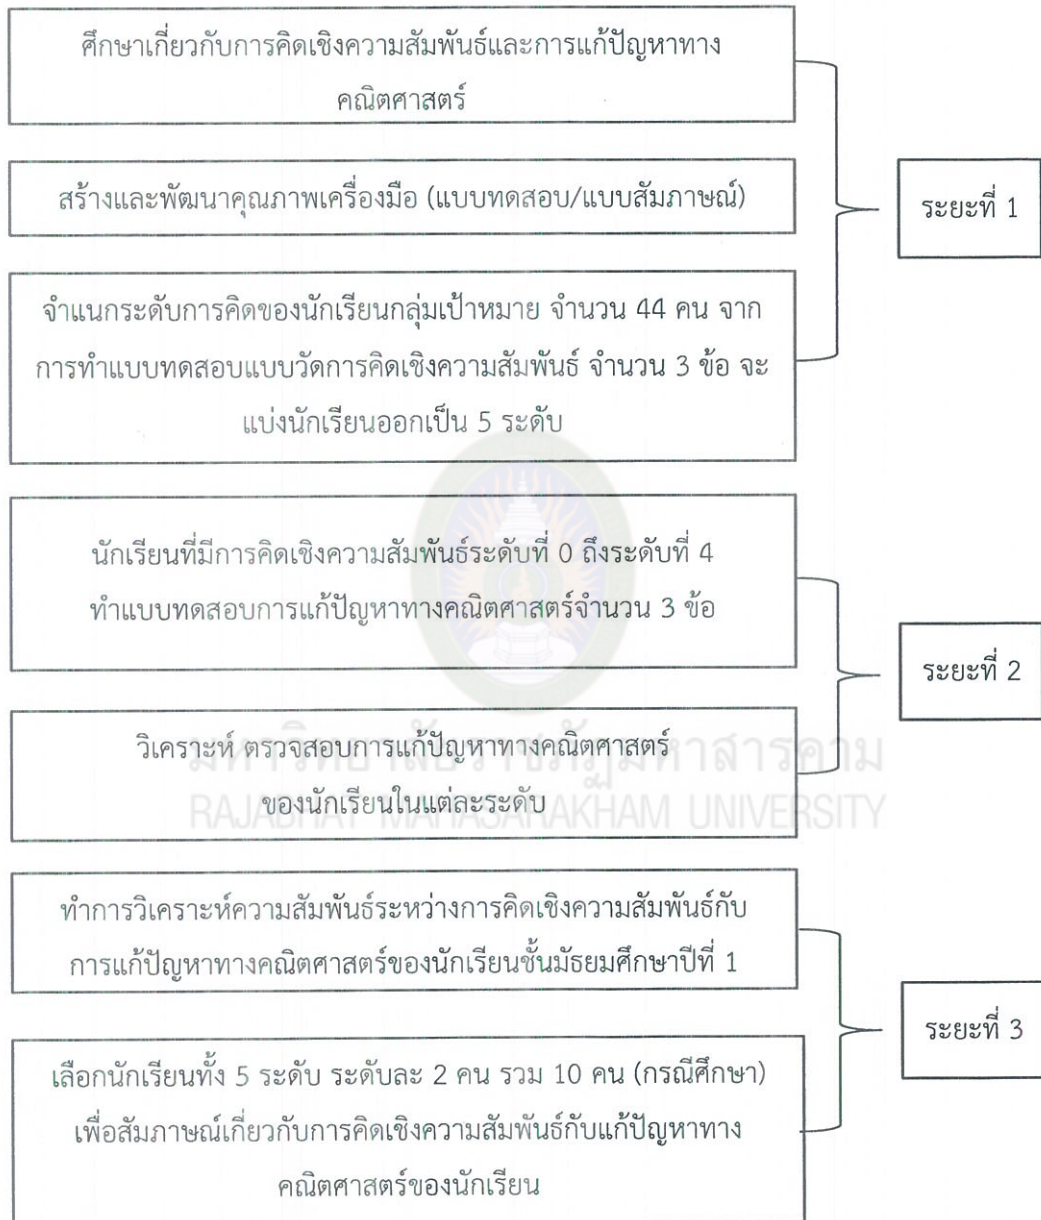 ศึกษาเกี่ยวกับการคิดเชิงความสัมพันธ์และการแก้ปัญหาทาง
คณิตศาสตร์
สร้างและพัฒนาคุณภาพเครื่องมือ (แบบทดสอบ/แบบสัมภาษณ์)
ระยะที่ 1
จำแนกระดับการคิดของนักเรียนกลุ่มเป้าหมาย จำนวน 44 คน จาก
การทำแบบทดสอบแบบวัดการคิดเชิงความสัมพันธ์ จำนวน 3 ข้อ จะ
แบ่งนักเรียนออกเป็น 5 ระดับ
นักเรียนที่มีการคิดเชิงความสัมพันธ์ระดับที่ 0 ถึงระดับที่ 4
ทำแบบทดสอบการแก้ปัญหาทางคณิตศาสตร์จำนวน 3 ข้อ
ระยะที่ 2
วิเคราะห์ ตรวจสอบการแก้ปัญหาทางคณิตศาสตร์
ของนักเรียนในแต่ละระดับ
มหาวิทยาลัยราชภัฏมหาสารคาม
RAJABHAT MAHASARAKHAM UNIVERSITY
ทำการวิเคราะห์ความสัมพันธ์ระหว่างการคิดเชิงความสัมพันธ์กับ
การแก้ปัญหาทางคณิตศาสตร์ของนักเรียนชั้นมัธยมศึกษาปีที่ 1
ระยะที่ 3
เลือกนักเรียนทั้ง 5 ระดับ ระดับละ 2 คน รวม 10 คน (กรณีศึกษา)
เพื่อสัมภาษณ์เกี่ยวกับการคิดเชิงความสัมพันธ์กับแก้ปัญหาทาง
คณิตศาสตร์ของนักเรียน